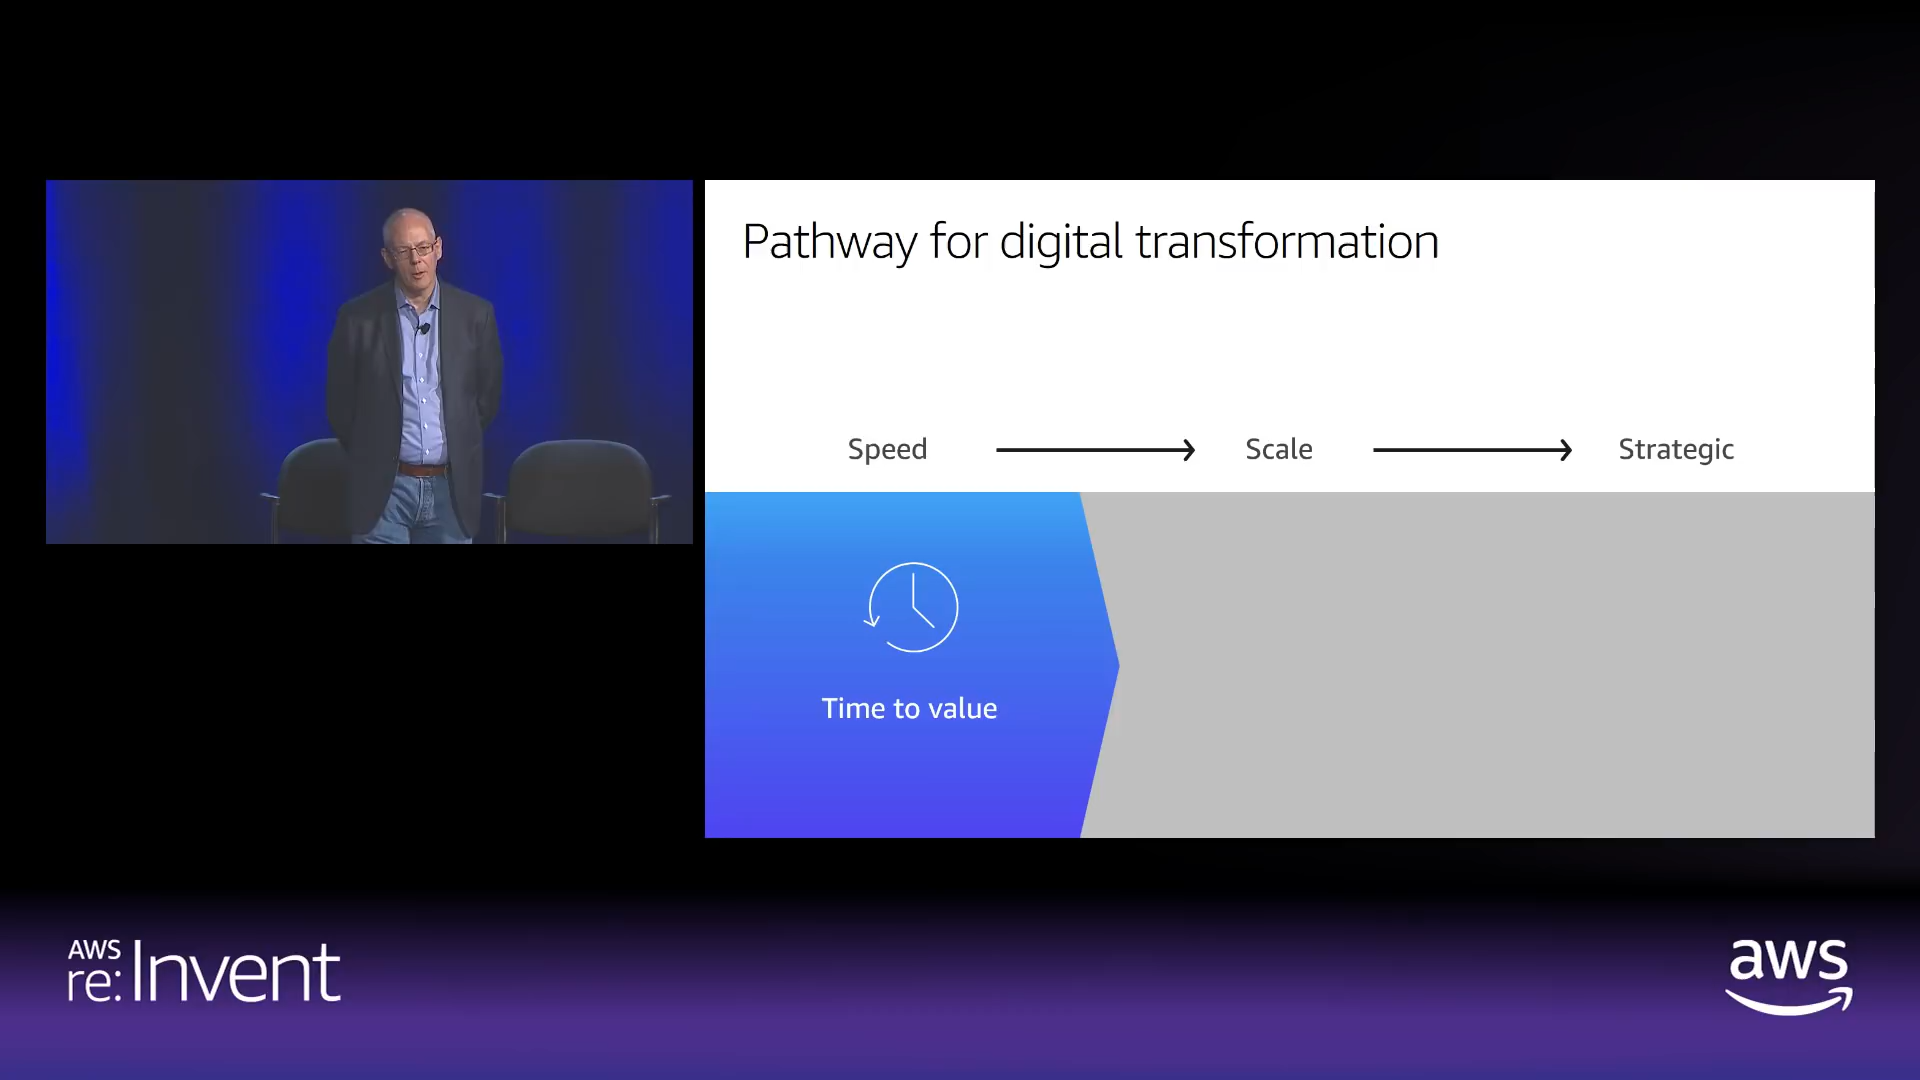 Pathway for digital transformation
Speed
Scale
Strategic
Time to value
AWS
re:Invent
aws